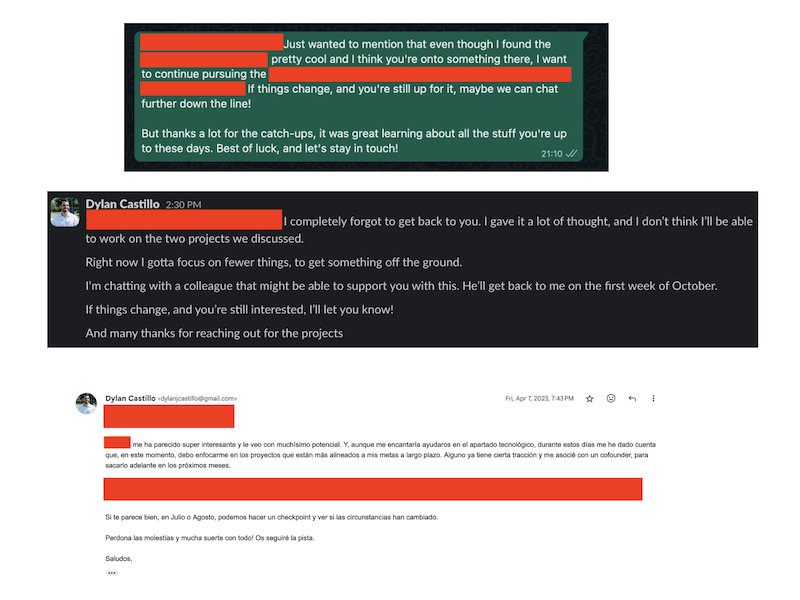 Just wanted to mention that even though I found the
pretty cool and I think you're onto something there, I want
to continue pursuing the
If things change, and you're still up for it, maybe we can chat
further down the line!
But thanks a lot for the catch-ups, it was great learning about all the stuff you're up
to these days. Best of luck, and let's stay in touch!
21:10
Dylan Castillo 2:30 PM
I completely forgot to get back to you. I gave it a lot of thought, and I don't think I'll be able
to work on the two projects we discussed.
Right now I gotta focus on fewer things, to get something off the ground.
I'm chatting with a colleague that might be able to support you with this. He'll get back to me on the first week of October.
If things change, and you're still interested, I'll let you know!
And many thanks for reaching out for the projects
Dylan Castillo <dylanjcastillo@gmail.com> Fri, Apr 7, 2023, 7:43 PM
me ha parecido super interesante y le veo con muchísimo potencial. Y, aunque me encantaría ayudaros en el apartado tecnológico, durante estos días me he dado cuenta
que, en este momento, debo enfocarme en los proyectos que están más alineados a mis metas a largo plazo. Alguno ya tiene cierta tracción y me asocié con un cofounder, para
sacarlo adelante en los próximos meses.
Si te parece bien, en Julio o Agosto, podemos hacer un checkpoint y ver si las circunstancias han cambiado.
Perdona las molestías y mucha suerte con todo! Os seguiré la pista.
Saludos,